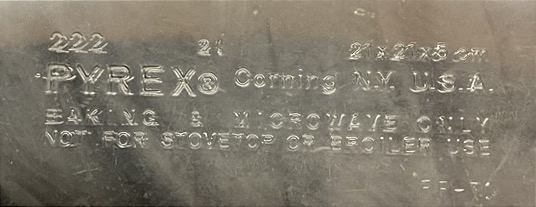 222 2l 21x21x5 cm
PYREX® Corning N.Y. U.S.A.
BAKING & MICROWAVE ONLY
NOT FOR STOVETOP OR BROILER USE